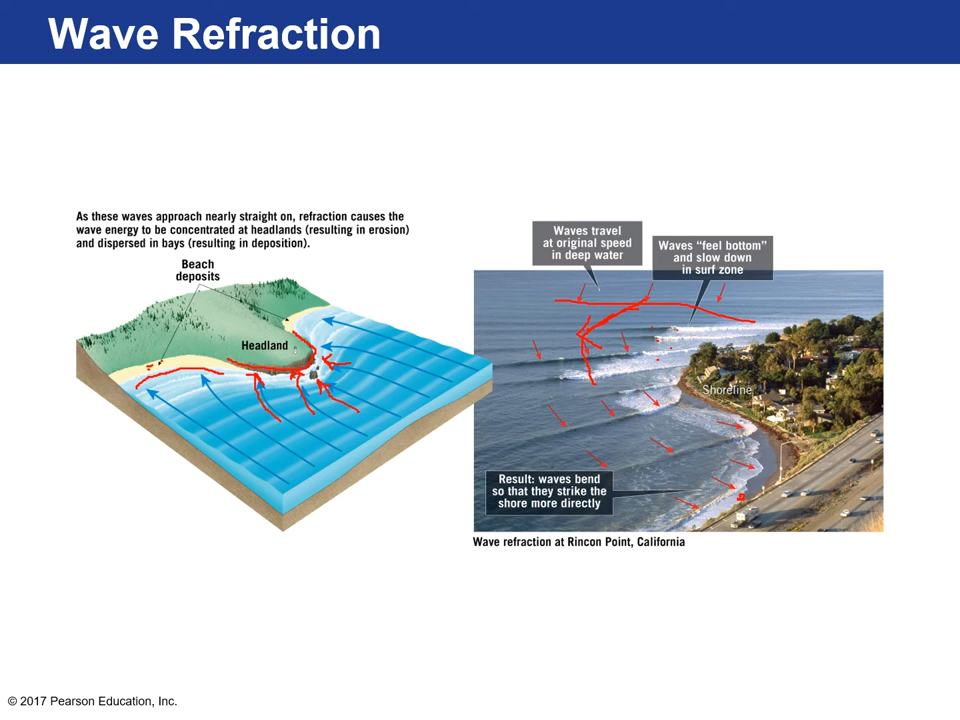 Wave Refraction
As these waves approach nearly straight on, refraction causes the
wave energy to be concentrated at headlands (resulting in erosion)
and dispersed in bays (resulting in deposition).
Beach
deposits
Headland
Waves travel
at original speed
in deep water
Waves “feel bottom”
and slow down
in surf zone
Shoreline
Result: waves bend
so that they strike the
shore more directly
Wave refraction at Rincon Point, California
© 2017 Pearson Education, Inc.